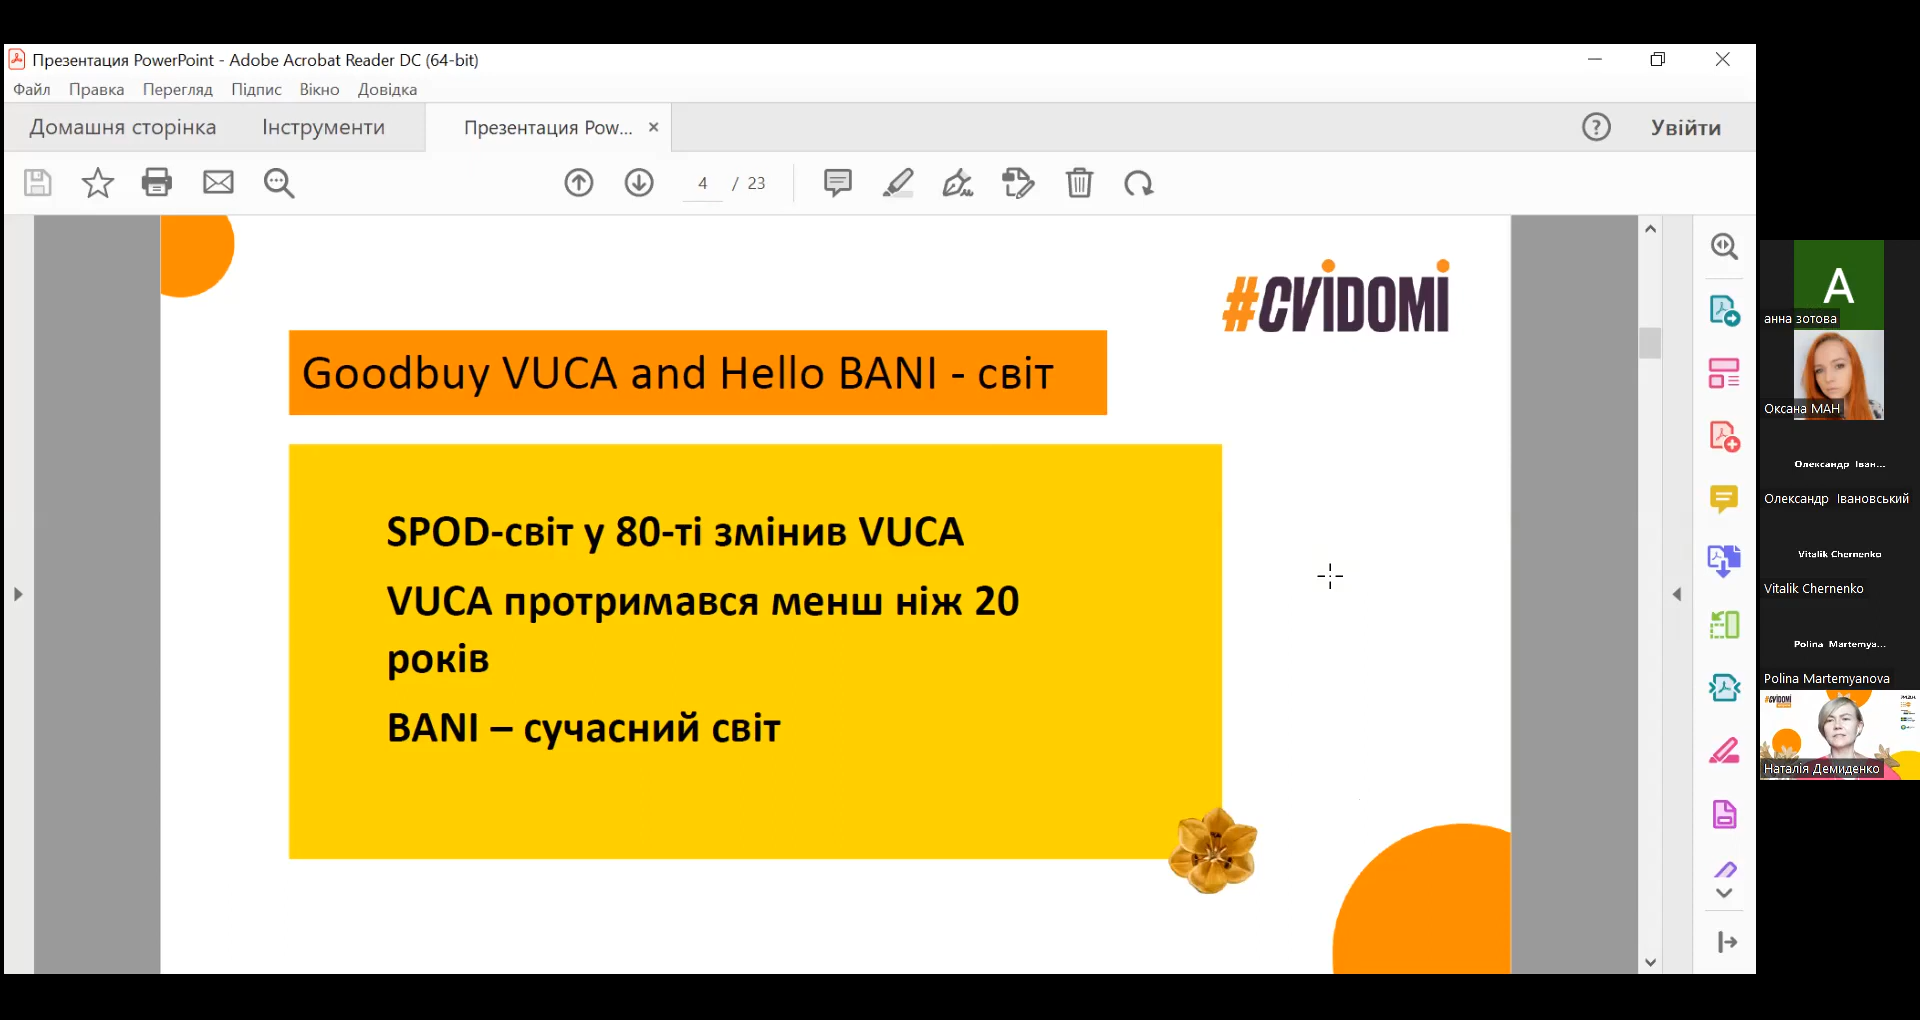 Презентация PowerPoint - Adobe Acrobat Reader DC (64-bit)
Файл Правка Перегляд Підпис Вікно Довідка
Домашня сторінка Інструменти Презентация Pow... × ? Увійти
4 / 23
#CVIDOMI
Goodbuy VUCA and Hello BANI - світ
SPOD-світ у 80-ті змінив VUCA
VUCA протримався менш ніж 20
років
BANI – сучасний світ
A
анна зотова
Оксана МАН
Олександр Іван...
Олександр Івановський
Vitalik Chernenko
Vitalik Chernenko
Polina Martemya...
Polina Martemyanova
#CVIDOMI
Наталія Демиденко